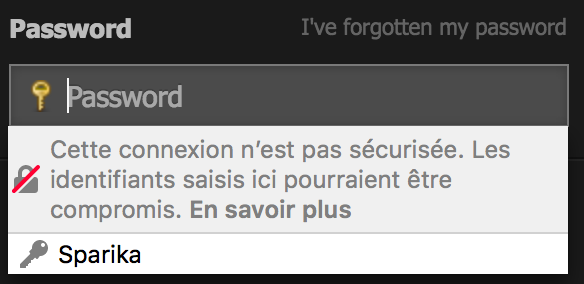 Password
I've forgotten my password
Password
Cette connexion n’est pas sécurisée. Les
identifiants saisis ici pourraient être
compromis. En savoir plus
Sparika